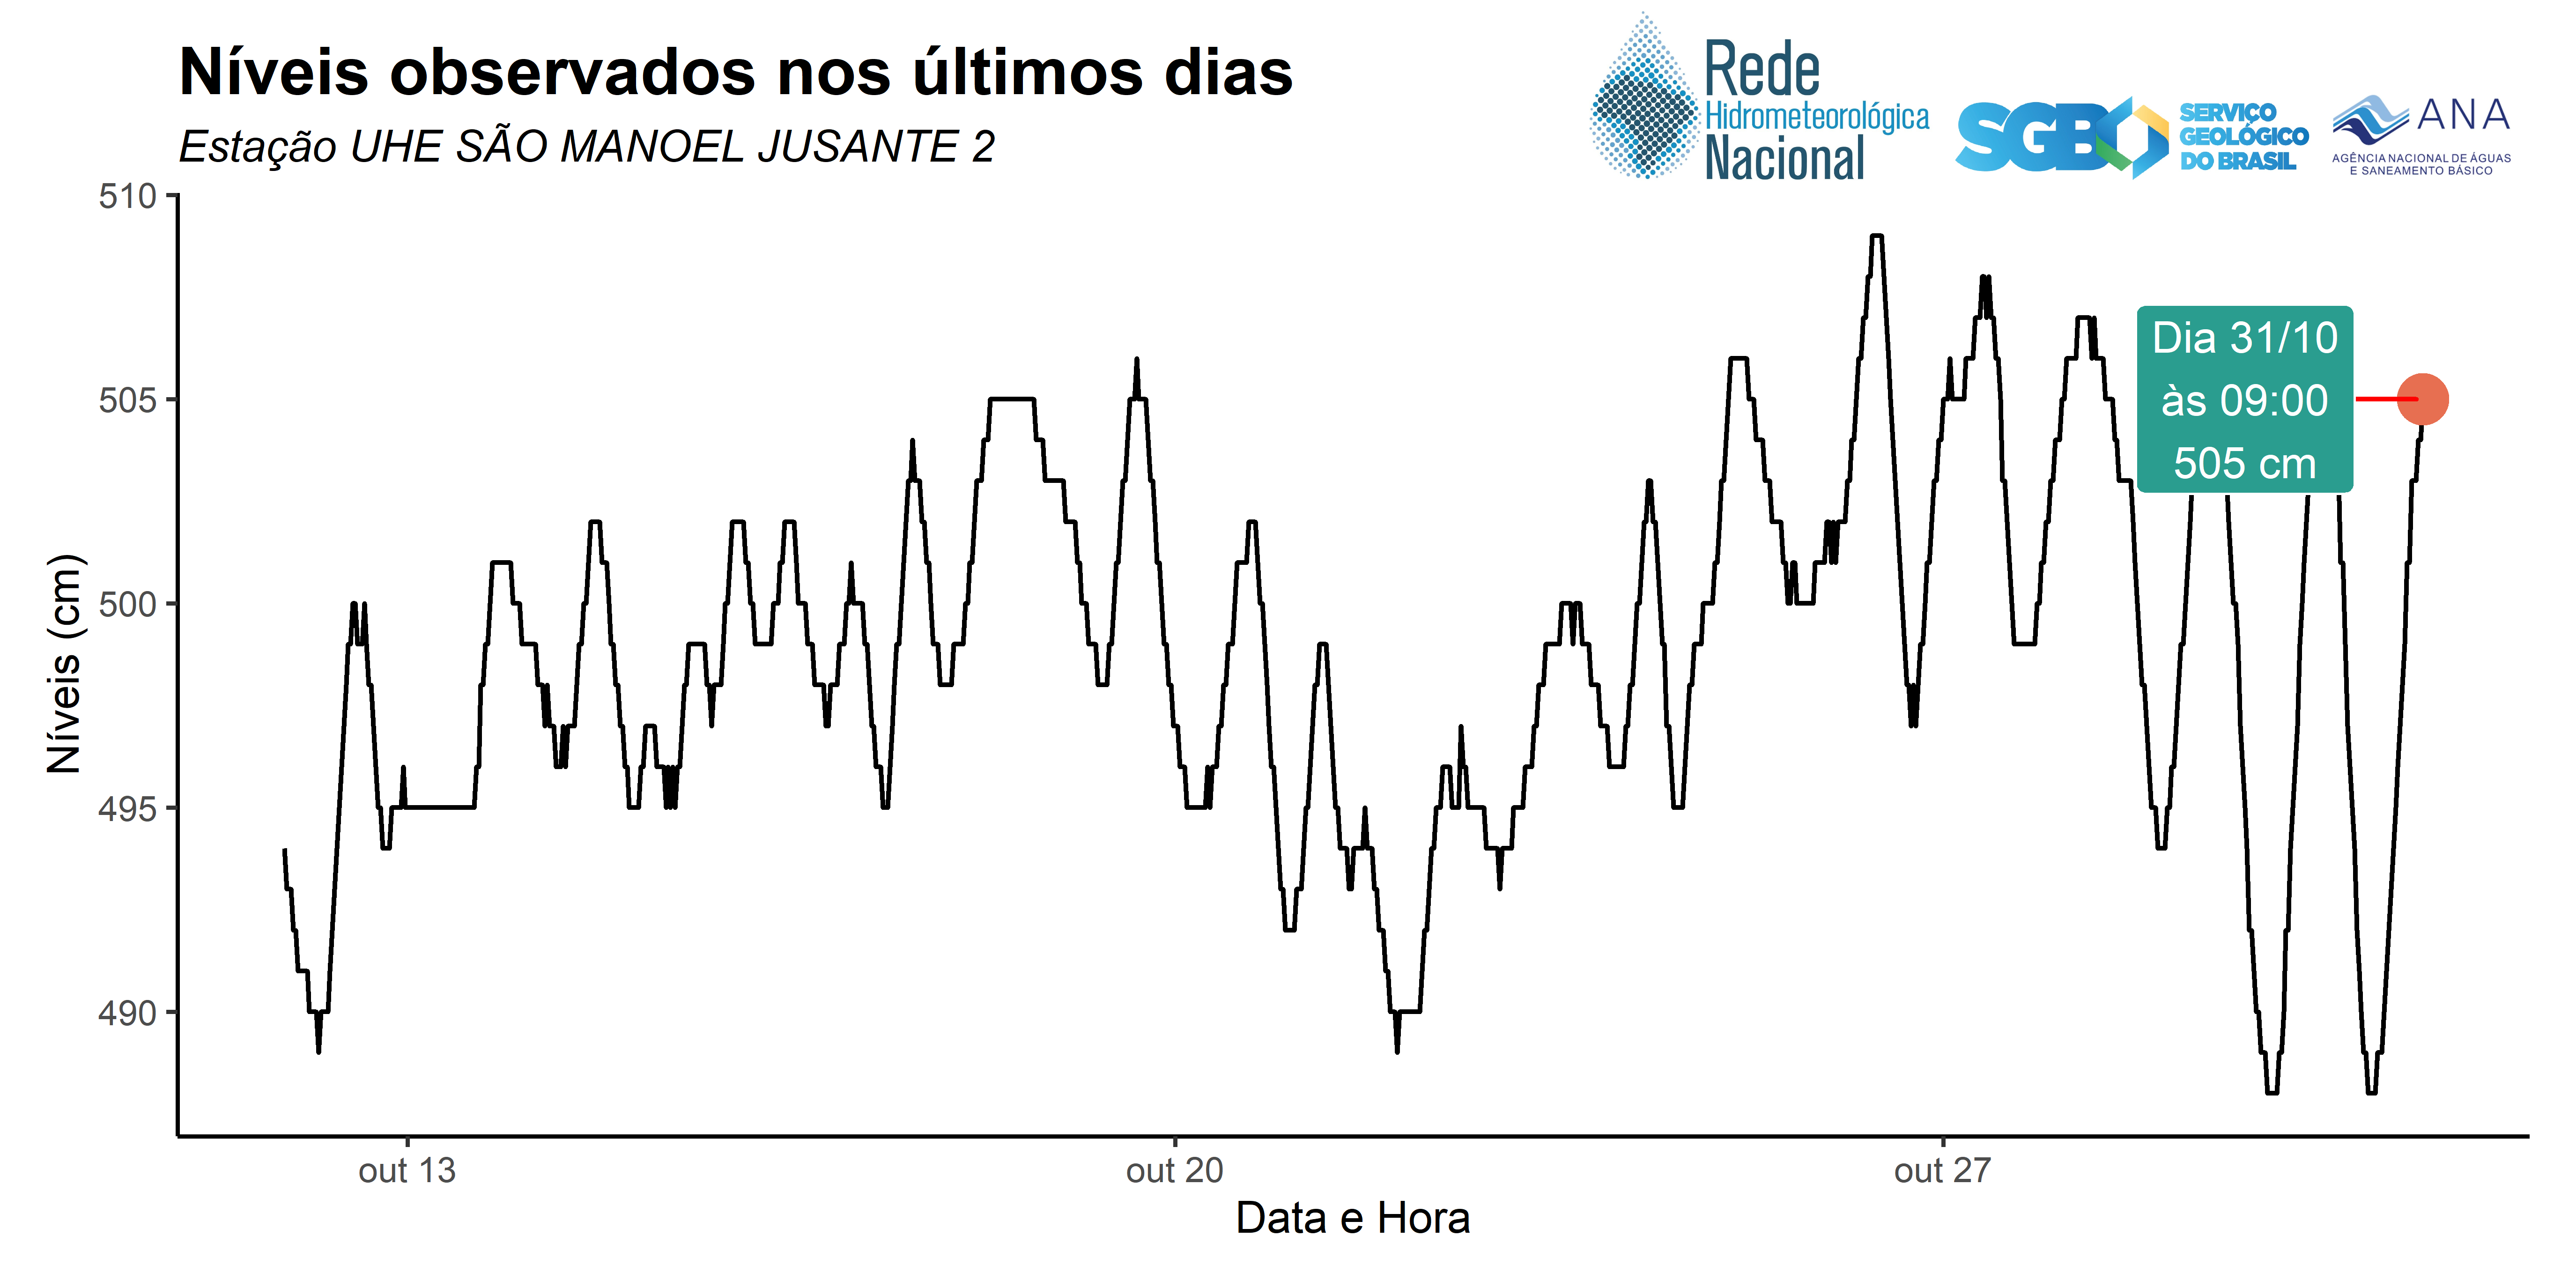 Níveis observados nos últimos dias
Estação UHE SÃO MANOEL JUSANTE 2
Rede
Hidrometeorológica
Nacional
SGB
SERVIÇO
GEOLÓGICO
DO BRASIL
ANA
AGÊNCIA NACIONAL DE ÁGUAS
E SANEAMENTO BÁSICO
510
505
500
495
490
Níveis (cm)
Dia 31/10
às 09:00
505 cm
out 13
out 20
out 27
Data e Hora